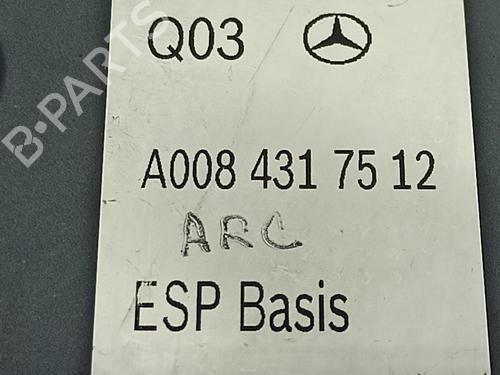 Q03
B-PARTS
A008 431 75 12
ARC
ESP Basis